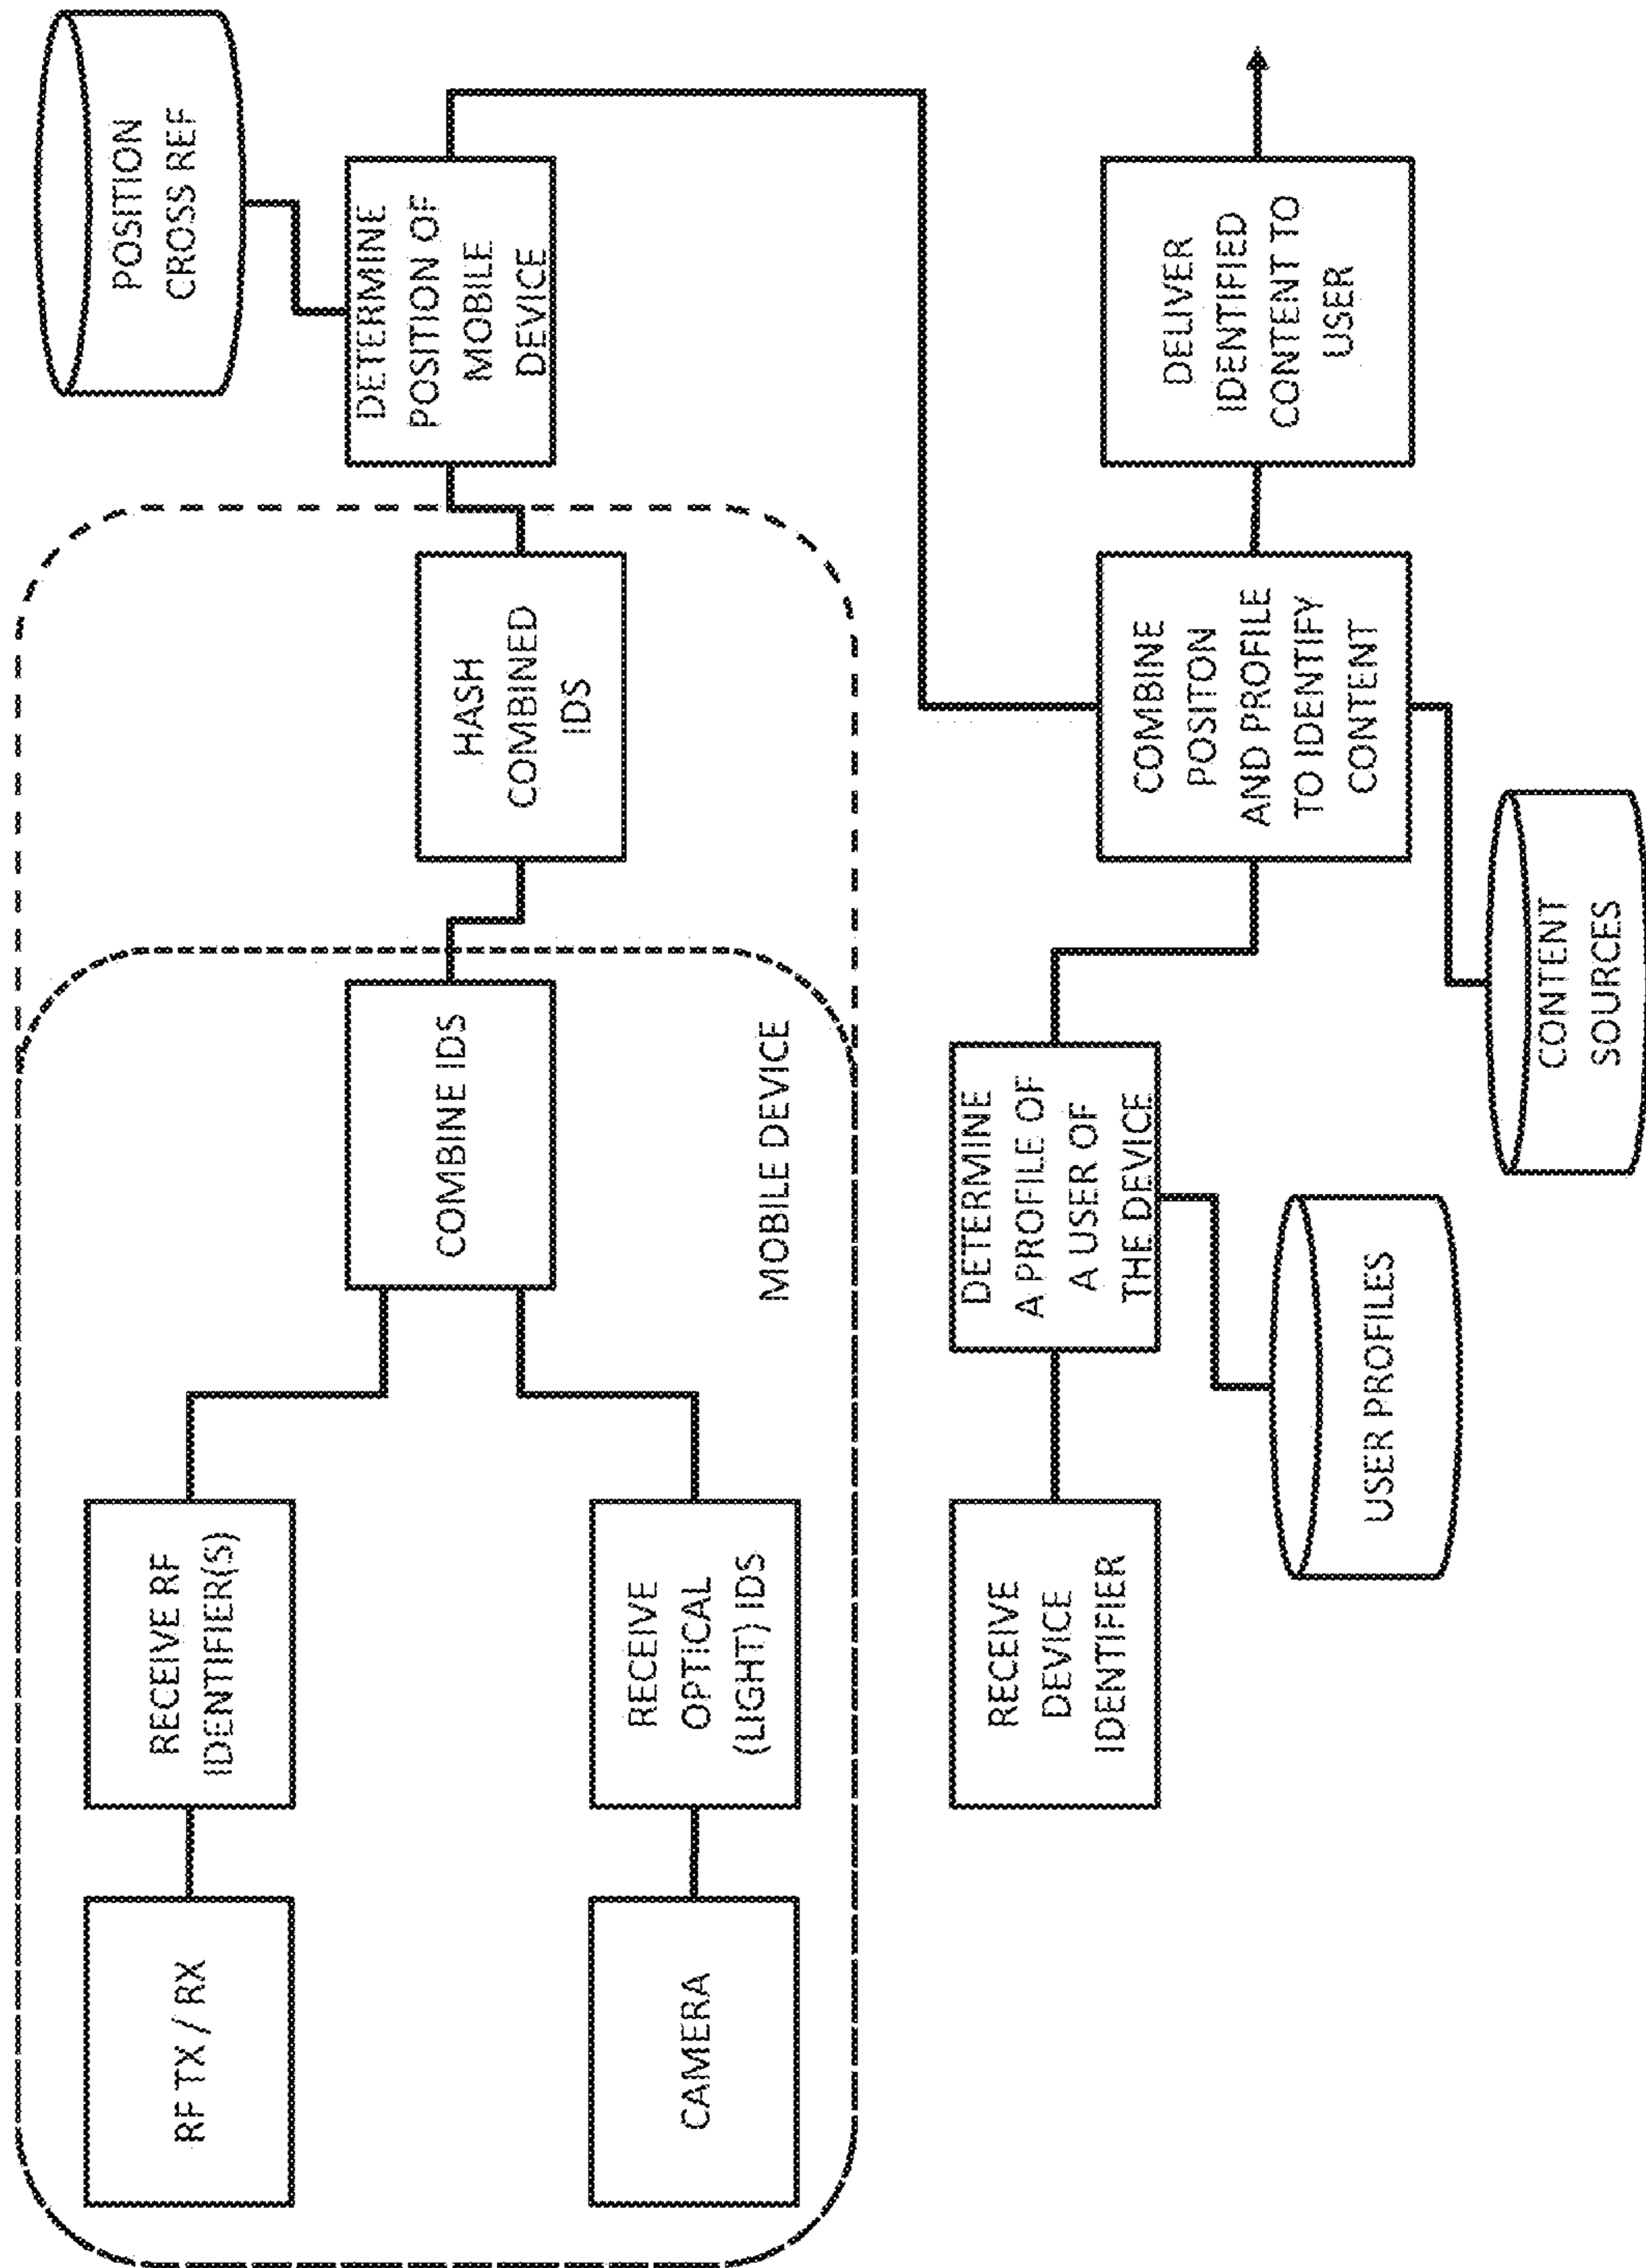 RF TX / RX
RECEIVE RF
IDENTIFIER(S)
CAMERA
RECEIVE
OPTICAL
(LIGHT) IDS
COMBINE IDS
MOBILE DEVICE
HASH
COMBINED
IDS
DETERMINE
POSITION OF
MOBILE
DEVICE
POSITION
CROSS REF
RECEIVE
DEVICE
IDENTIFIER
DETERMINE
A PROFILE OF
A USER OF
THE DEVICE
USER PROFILES
COMBINE
POSITON
AND PROFILE
TO IDENTIFY
CONTENT
CONTENT
SOURCES
DELIVER
IDENTIFIED
CONTENT TO
USER